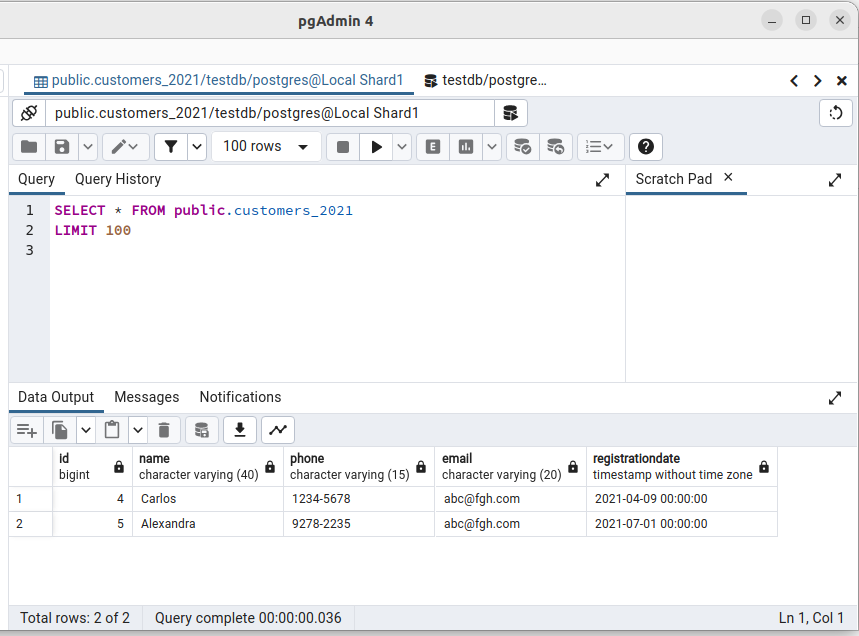 pgAdmin 4
public.customers_2021/testdb/postgres@Local Shard1
testdb/postgre...
public.customers_2021/testdb/postgres@Local Shard1
100 rows
E
Query
Query History
Scratch Pad
1 SELECT * FROM public.customers_2021
2 LIMIT 100
3
Data Output
Messages
Notifications
id name phone email registrationdate
bigint character varying (40) character varying (15) character varying (20) timestamp without time zone
1 4 Carlos 1234-5678 abc@fgh.com 2021-04-09 00:00:00
2 5 Alexandra 9278-2235 abc@fgh.com 2021-07-01 00:00:00
Total rows: 2 of 2 Query complete 00:00:00.036 Ln 1, Col 1